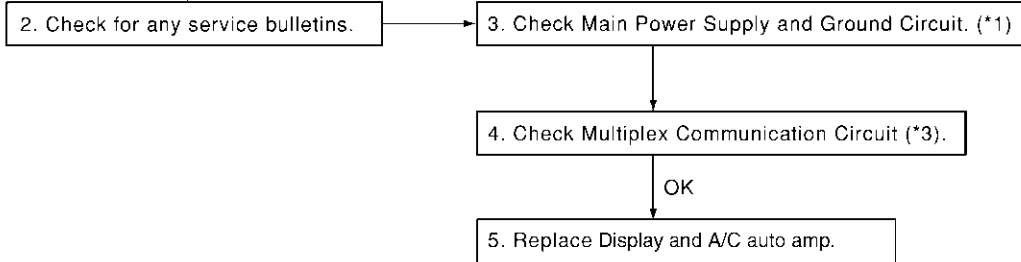 2. Check for any service bulletins.
3. Check Main Power Supply and Ground Circuit. (*1)
4. Check Multiplex Communication Circuit (*3).
OK
5. Replace Display and A/C auto amp.